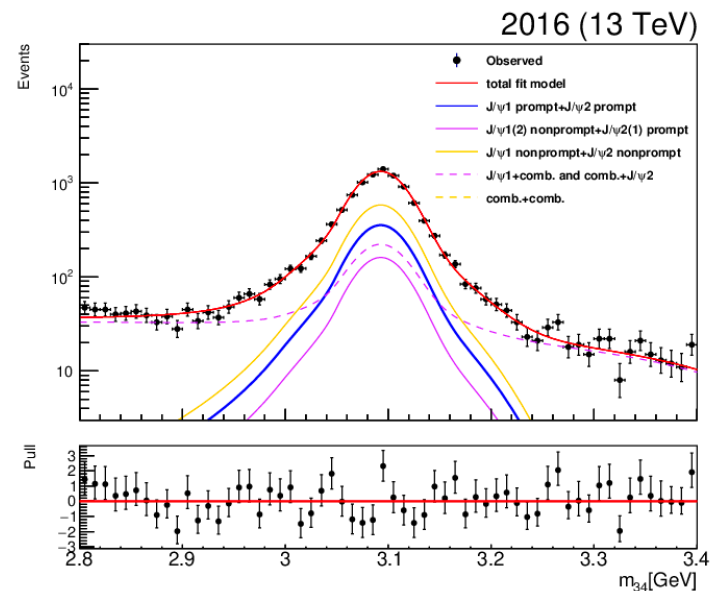 2016 (13 TeV)
Events
Observed
total fit model
J/ψ1 prompt+J/ψ2 prompt
J/ψ1(2) nonprompt+J/ψ2(1) prompt
J/ψ1 nonprompt+J/ψ2 nonprompt
J/ψ1+comb. and comb.+J/ψ2
comb.+comb.
10⁴
10³
10²
10
Pull
3
2
1
0
−1
−2
−3
2.8 2.9 3 3.1 3.2 3.3 3.4
m₃₄[GeV]